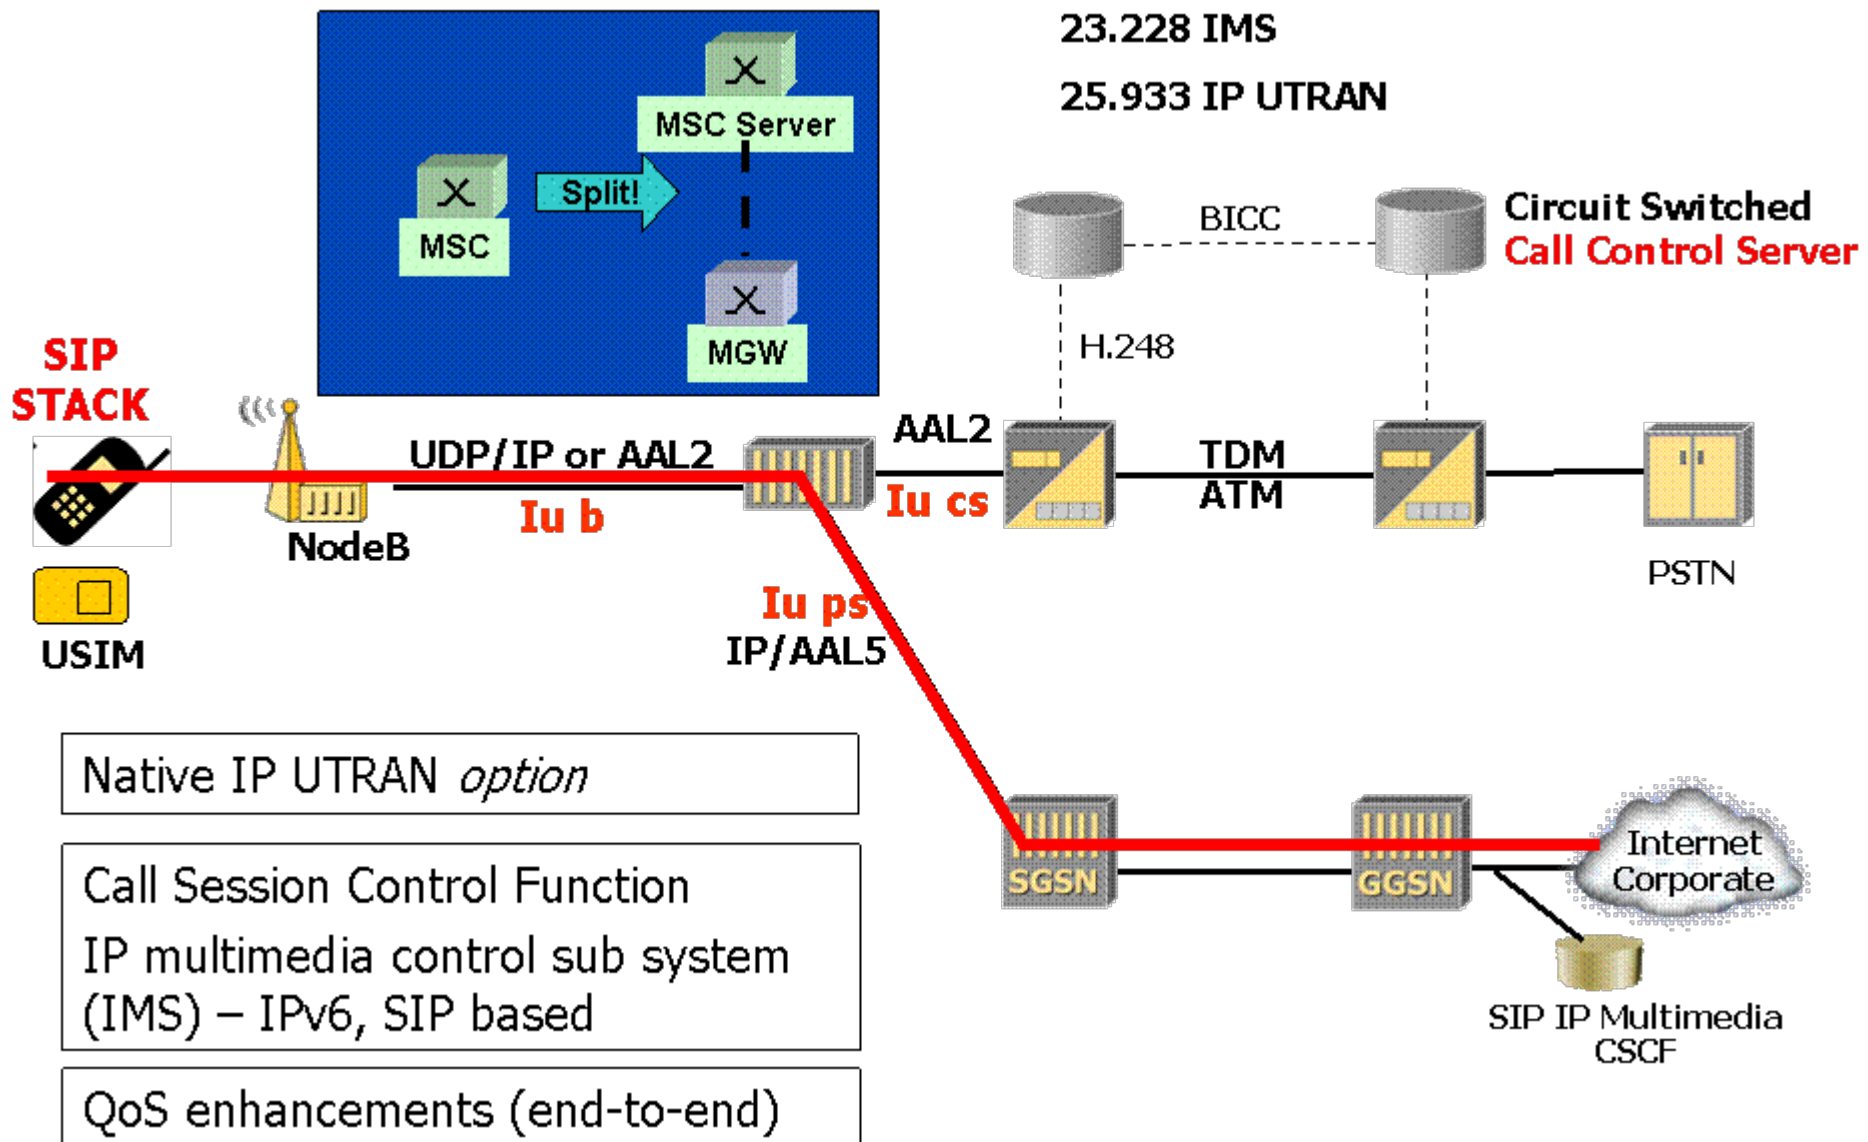 23.228 IMS
25.933 IP UTRAN
MSC Server
MSC
Split!
MGW
BICC
Circuit Switched
Call Control Server
H.248
SIP
STACK
UDP/IP or AAL2
Iu b
NodeB
USIM
AAL2
Iu cs
TDM
ATM
PSTN
Iu ps
IP/AAL5
Native IP UTRAN option
Call Session Control Function
IP multimedia control sub system
(IMS) – IPv6, SIP based
QoS enhancements (end-to-end)
SGSN
GGSN
Internet
Corporate
SIP IP Multimedia
CSCF